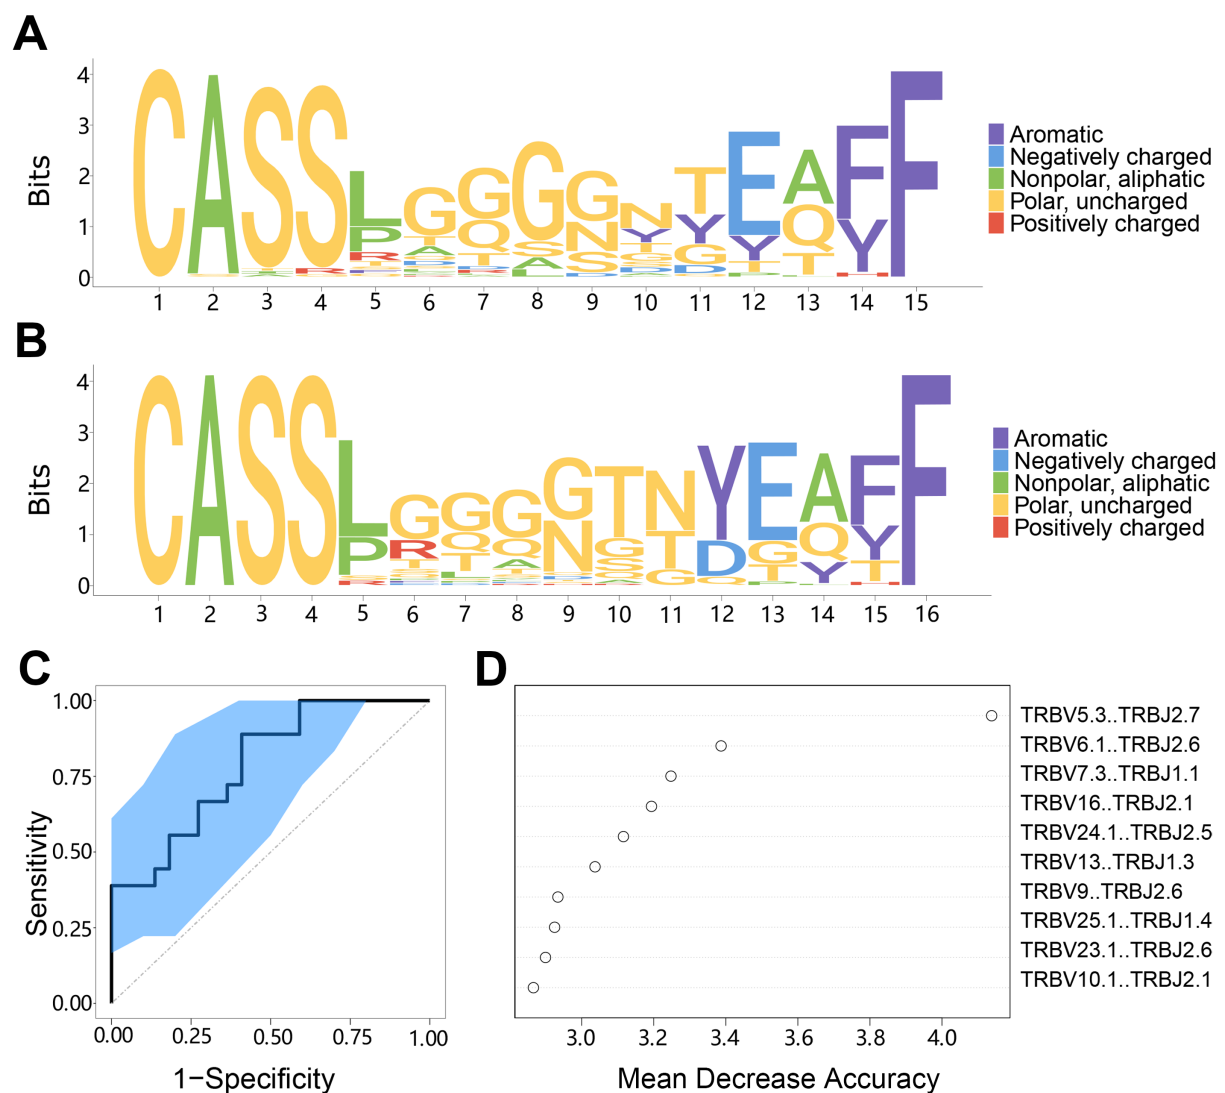 A
Bits
4
3
2
1
0
CASSLGGGGNTEAFF
1 2 3 4 5 6 7 8 9 10 11 12 13 14 15
Aromatic
Negatively charged
Nonpolar, aliphatic
Polar, uncharged
Positively charged
B
Bits
4
3
2
1
0
CASSLGGGGTNYEAFF
1 2 3 4 5 6 7 8 9 10 11 12 13 14 15 16
Aromatic
Negatively charged
Nonpolar, aliphatic
Polar, uncharged
Positively charged
C
Sensitivity
1.00
0.75
0.50
0.25
0.00
0.00 0.25 0.50 0.75 1.00
1−Specificity
D
TRBV5.3..TRBJ2.7
TRBV6.1..TRBJ2.6
TRBV7.3..TRBJ1.1
TRBV16..TRBJ2.1
TRBV24.1..TRBJ2.5
TRBV13..TRBJ1.3
TRBV9..TRBJ2.6
TRBV25.1..TRBJ1.4
TRBV23.1..TRBJ2.6
TRBV10.1..TRBJ2.1
3.0 3.2 3.4 3.6 3.8 4.0
Mean Decrease Accuracy